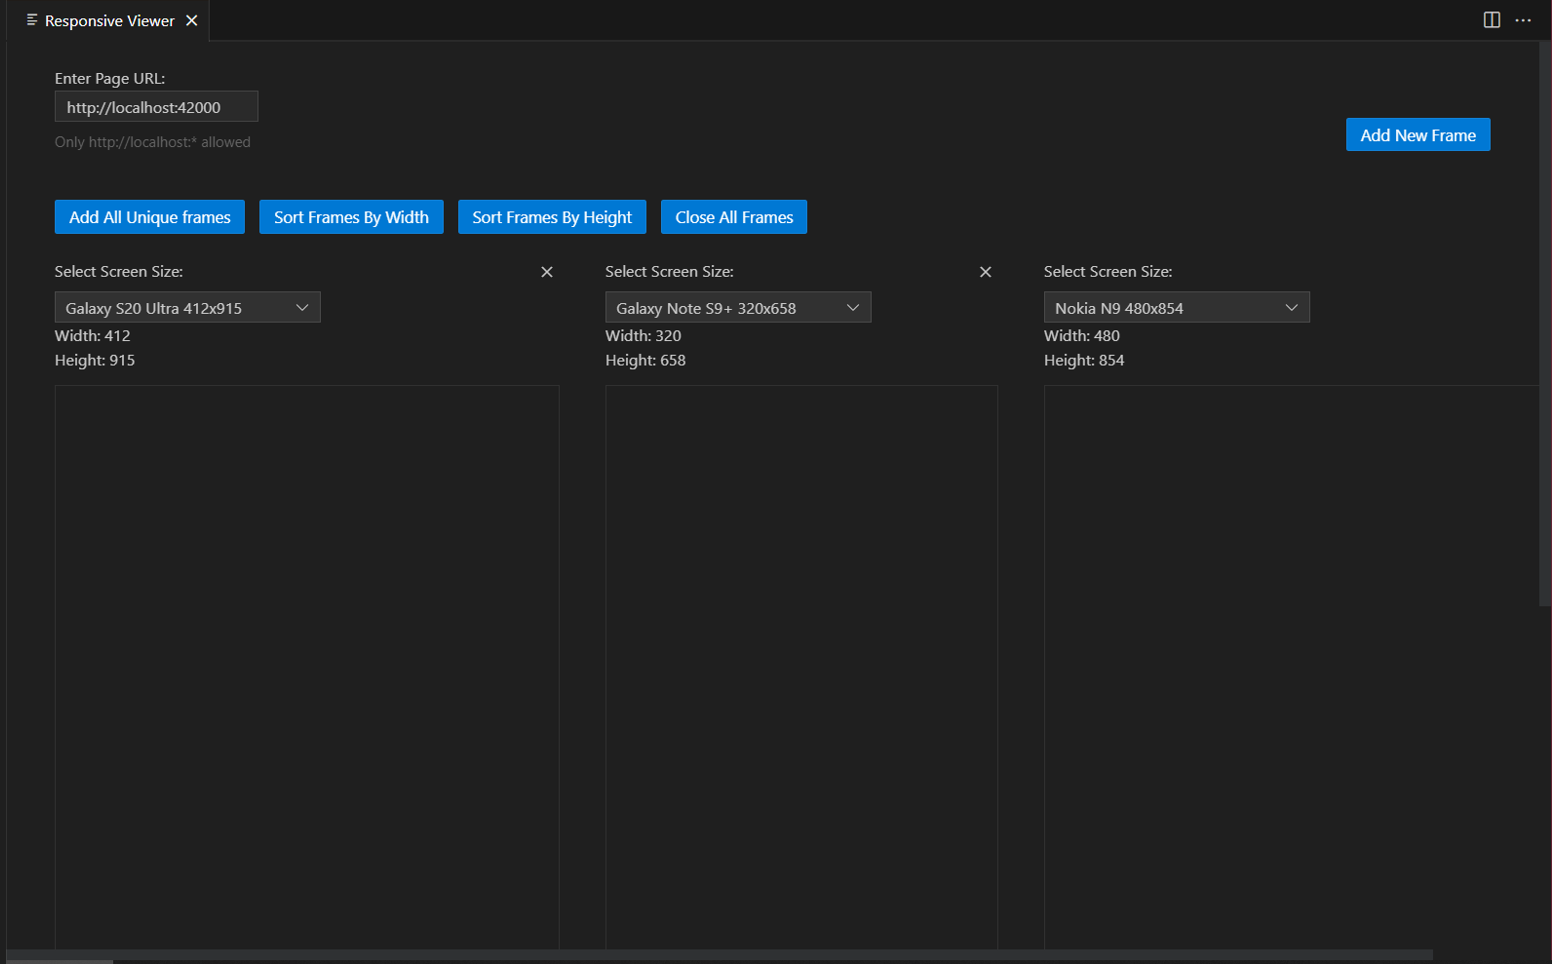 Responsive Viewer
Enter Page URL:
http://localhost:42000
Only http://localhost:* allowed
Add New Frame
Add All Unique frames
Sort Frames By Width
Sort Frames By Height
Close All Frames
Select Screen Size:
Galaxy S20 Ultra 412x915
Width: 412
Height: 915
Select Screen Size:
Galaxy Note S9+ 320x658
Width: 320
Height: 658
Select Screen Size:
Nokia N9 480x854
Width: 480
Height: 854